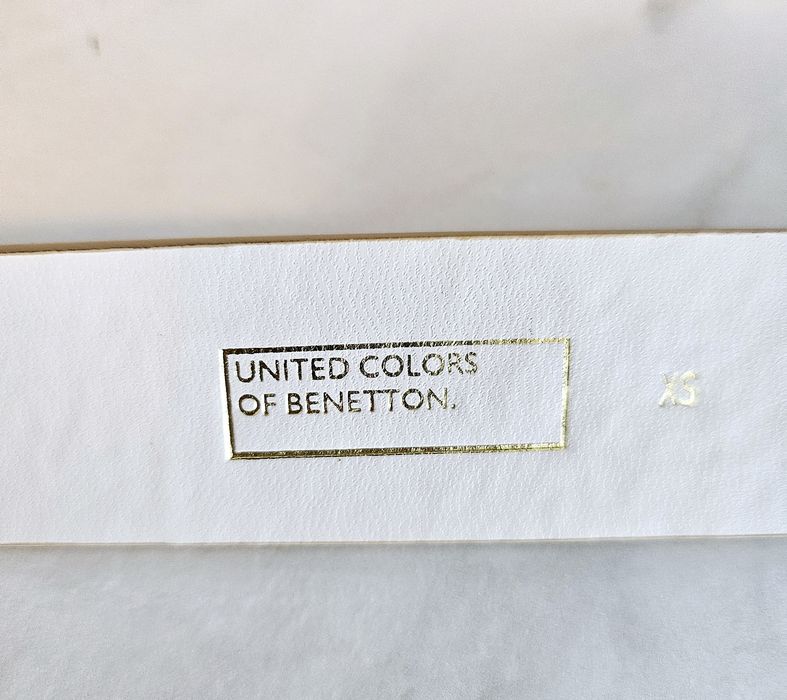 UNITED COLORS
OF BENETTON.
XS